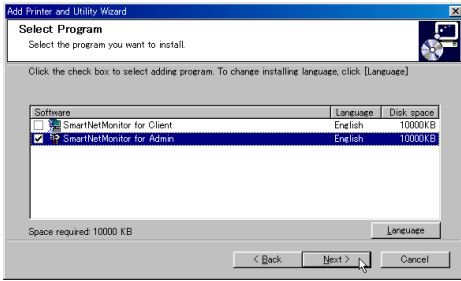 Add Printer and Utility Wizard
Select Program
Select the program you want to install.
Click the check box to select adding program. To change installing language, click [Language]
Software Language Disk space
SmartNetMonitor for Client English 10000KB
SmartNetMonitor for Admin English 10000KB
Space required: 10000 KB
Language
< Back Next > Cancel